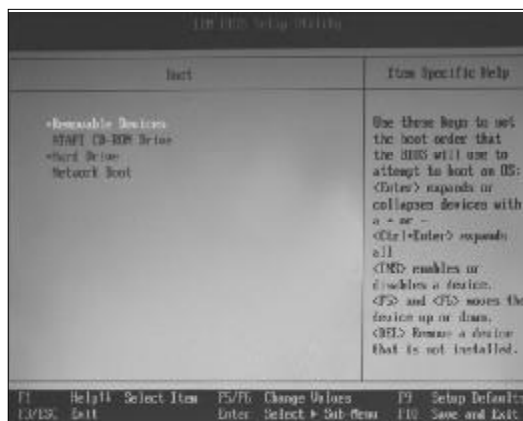 IBM BIOS Setup Utility
Boot
Item Specific Help
+Removable Devices
ATAPI CD-ROM Drive
+Hard Drive
Network Boot
Use these keys to set
the boot order that
the BIOS will use to
attempt to boot an OS:
<Enter> expands or
collapses devices with
a + or -
<Ctrl+Enter> expands
all
enables or
disables a device.
<F5> and <F6> moves the
device up or down.
<DEL> Remove a device
that is not installed.
F1 Help ↑↓ Select Item F5/F6 Change Values F9 Setup Defaults
F3/ESC Exit Enter Select ▸ Sub-Menu F10 Save and Exit